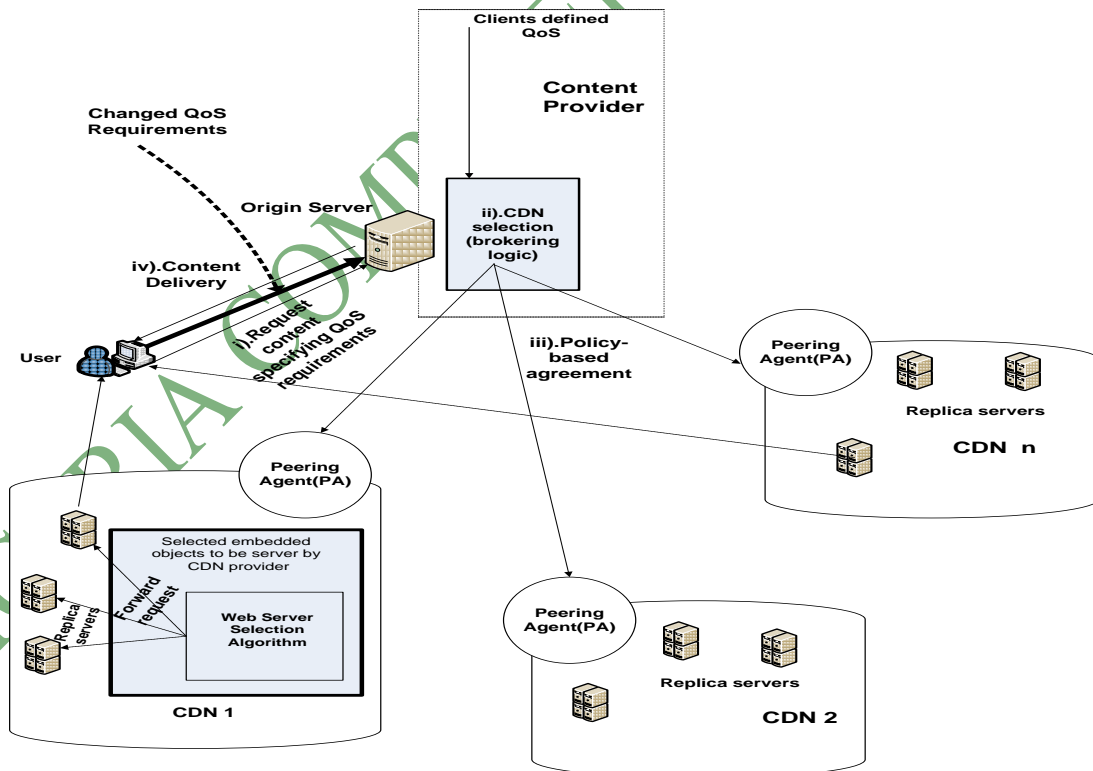 Clients defined
QoS
Content
Provider
Changed QoS
Requirements
Origin Server
ii).CDN
selection
(brokering
logic)
iv).Content
Delivery
i).Request
content
specifying QoS
requirements
User
iii).Policy-
based
agreement
Peering
Agent(PA)
Replica servers
CDN n
Peering
Agent(PA)
Selected embedded
objects to be server by
CDN provider
Forward
request
Replica
servers
Web Server
Selection
Algorithm
CDN 1
Peering
Agent(PA)
Replica servers
CDN 2